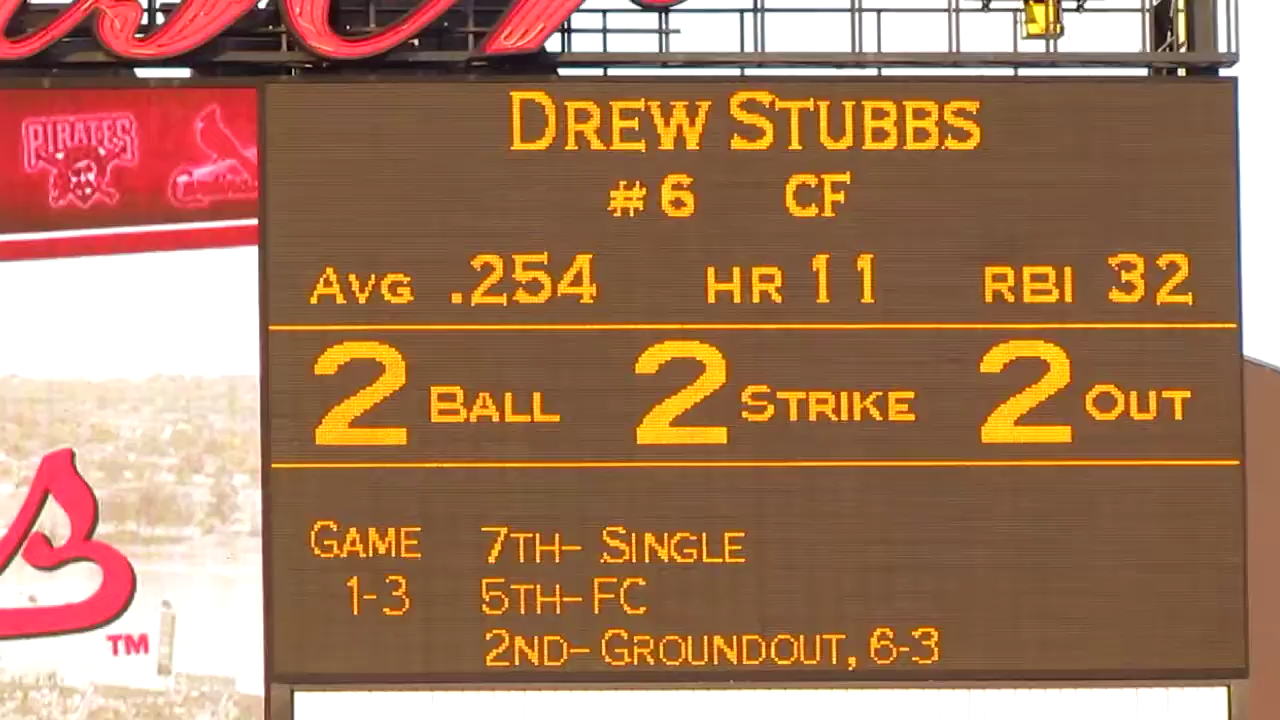 PIRATES
Cardinals
DREW STUBBS
#6 CF
AVG .254 HR 11 RBI 32
2 BALL 2 STRIKE 2 OUT
GAME 7TH- SINGLE
1-3 5TH- FC
2ND- GROUNDOUT, 6-3
TM